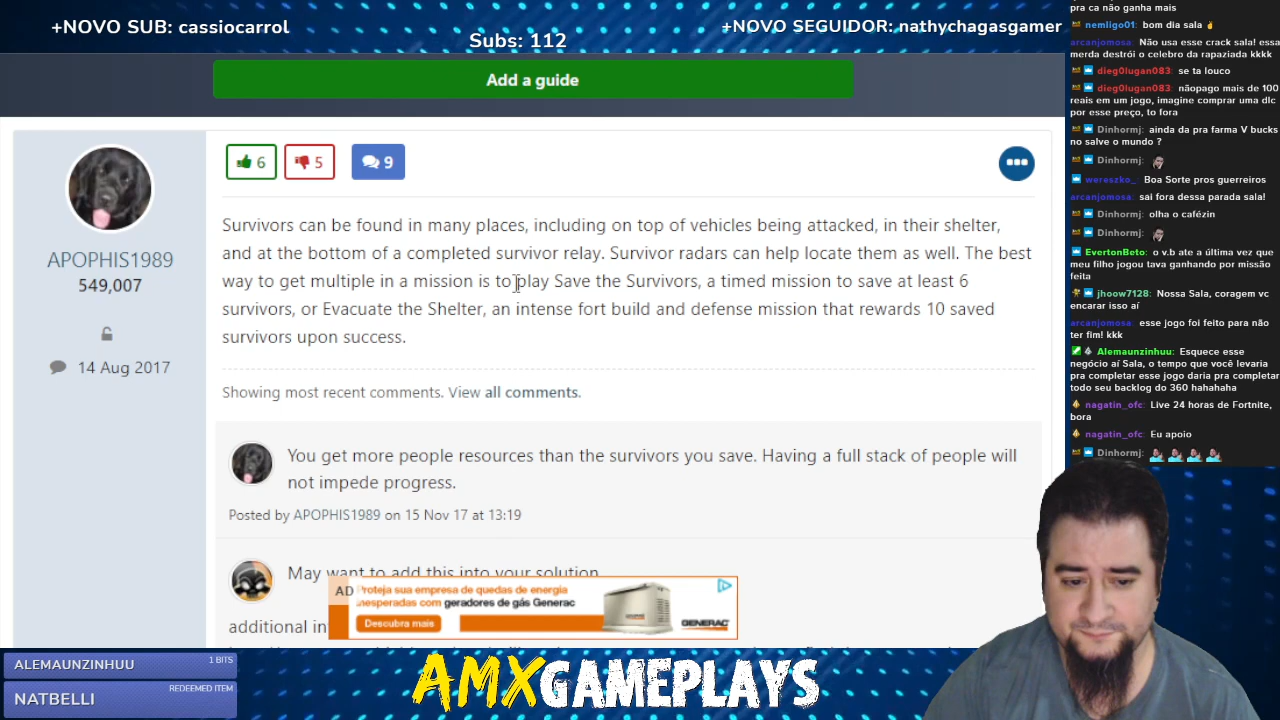 +NOVO SUB: cassiocarrol
Subs: 112
+NOVO SEGUIDOR: nathychagasgamer
Add a guide
APOPHIS1989
549,007
14 Aug 2017
6
5
9
Survivors can be found in many places, including on top of vehicles being attacked, in their shelter,
and at the bottom of a completed survivor relay. Survivor radars can help locate them as well. The best
way to get multiple in a mission is to play Save the Survivors, a timed mission to save at least 6
survivors, or Evacuate the Shelter, an intense fort build and defense mission that rewards 10 saved
survivors upon success.
Showing most recent comments. View all comments.
You get more people resources than the survivors you save. Having a full stack of people will
not impede progress.
Posted by APOPHIS1989 on 15 Nov 17 at 13:19
May want to add this into your solution
additional in
AD
Proteja sua empresa de quedas de energia
inesperadas com geradores de gás Generac
Descubra mais
GENERAC
pra ca não ganha mais
nemligo01: bom dia sala
arcanjomosa: Não usa esse crack sala! essa
merda destrói o celebro da rapaziada kkkk
dieg0lugan083: se ta louco
dieg0lugan083: nãopago mais de 100
reais em um jogo, imagine comprar uma dlc
por esse preço, to fora
Dinhormj: ainda da pra farma V bucks
no salve o mundo ?
Dinhormj:
wereszko_: Boa Sorte pros guerreiros
arcanjomosa: sai fora dessa parada sala!
Dinhormj: olha o cafézin
Dinhormj:
EvertonBeto: o v.b ate a última vez que
meu filho jogou tava ganhando por missão
feita
jhoow7128: Nossa Sala, coragem vc
encarar isso aí
arcanjomosa: esse jogo foi feito para não
ter fim! kkk
Alemaunzinhuu: Esquece esse
negócio aí Sala, o tempo que você levaria
pra completar esse jogo daria pra completar
todo seu backlog do 360 hahahaha
nagatin_ofc: Live 24 horas de Fortnite,
bora
nagatin_ofc: Eu apoio
Dinhormj:
ALEMAUNZINHUU
1 BITS
NATBELLI
REDEEMED ITEM
AMXGAMEPLAYS